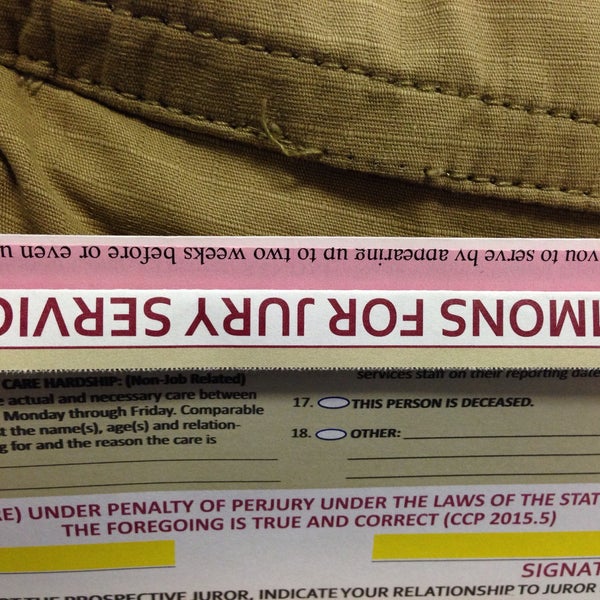 you to serve by appearing up to two weeks before or even u
MONS FOR JURY SERVIC
CARE HARDSHIP: (Non-Job Related)
actual and necessary care between
Monday through Friday. Comparable
t the name(s), age(s) and relation-
g for and the reason the care is
services staff on their reporting date
17. THIS PERSON IS DECEASED.
18. OTHER:
RE) UNDER PENALTY OF PERJURY UNDER THE LAWS OF THE STAT
THE FOREGOING IS TRUE AND CORRECT (CCP 2015.5)
SIGNAT
OT THE PROSPECTIVE JUROR, INDICATE YOUR RELATIONSHIP TO JUROR